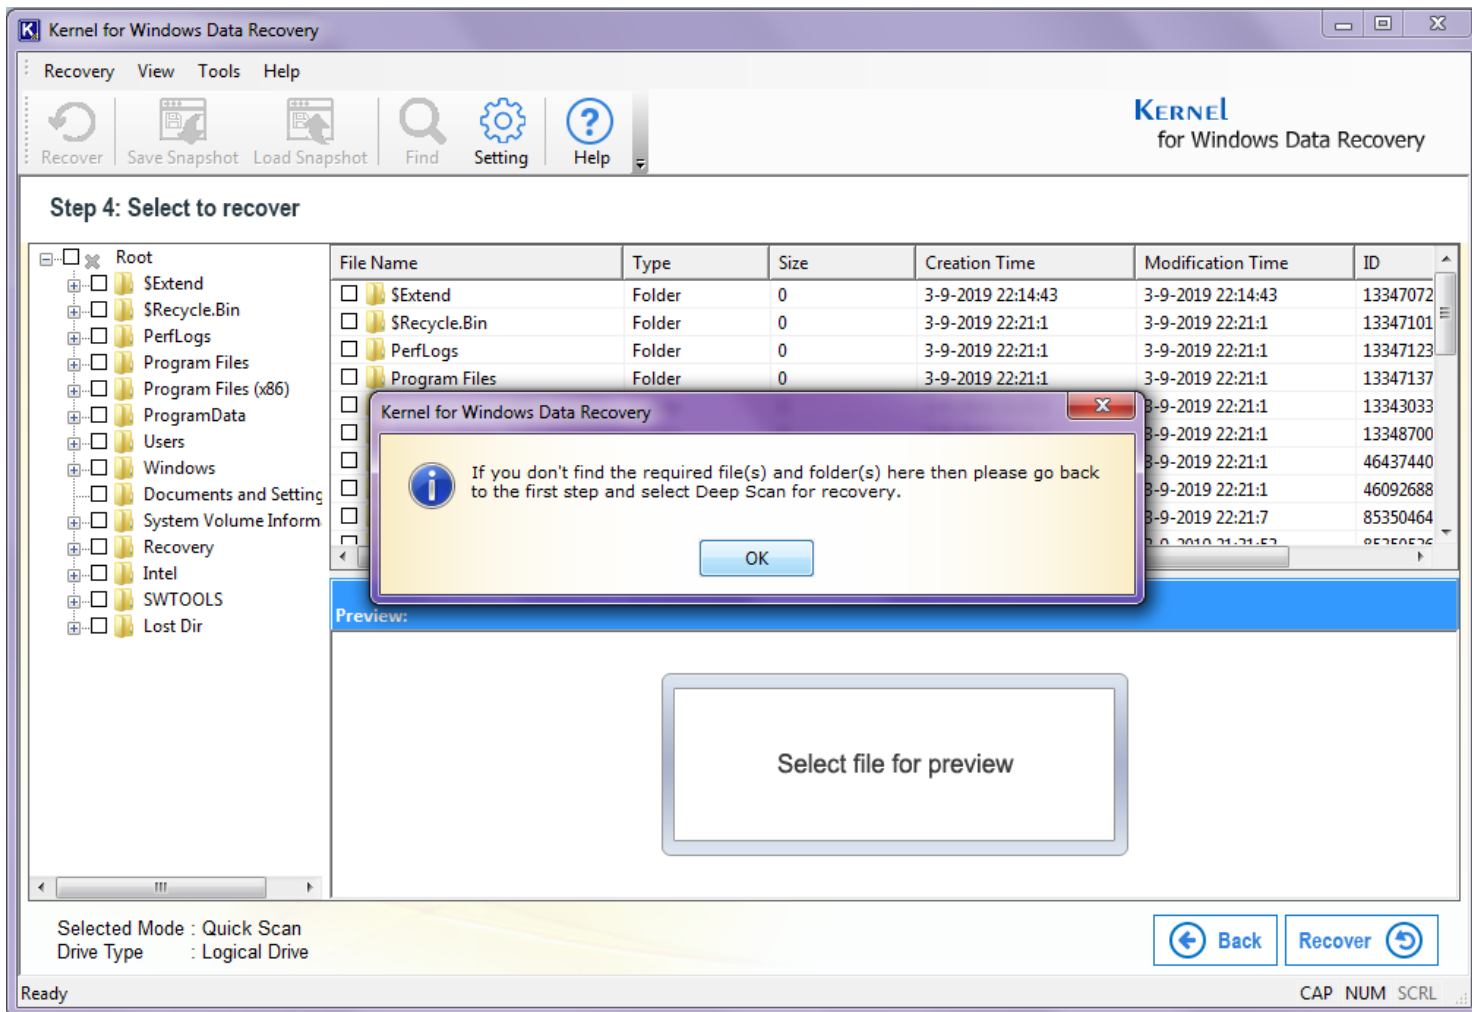 Kernel for Windows Data Recovery
Recovery View Tools Help
Recover Save Snapshot Load Snapshot Find Setting Help
KERNEL
for Windows Data Recovery
Step 4: Select to recover
Root
$Extend
$Recycle.Bin
PerfLogs
Program Files
Program Files (x86)
ProgramData
Users
Windows
Documents and Setting
System Volume Inform
Recovery
Intel
SWTOOLS
Lost Dir
File Name Type Size Creation Time Modification Time ID
$Extend Folder 0 3-9-2019 22:14:43 3-9-2019 22:14:43 13347072
$Recycle.Bin Folder 0 3-9-2019 22:21:1 3-9-2019 22:21:1 13347101
PerfLogs Folder 0 3-9-2019 22:21:1 3-9-2019 22:21:1 13347123
Program Files Folder 0 3-9-2019 22:21:1 3-9-2019 22:21:1 13347137
3-9-2019 22:21:1 13343033
3-9-2019 22:21:1 13348700
3-9-2019 22:21:1 46437440
3-9-2019 22:21:1 46092688
3-9-2019 22:21:7 85350464
Kernel for Windows Data Recovery
If you don't find the required file(s) and folder(s) here then please go back
to the first step and select Deep Scan for recovery.
OK
Preview:
Select file for preview
Selected Mode : Quick Scan
Drive Type : Logical Drive
Back Recover
Ready
CAP NUM SCRL